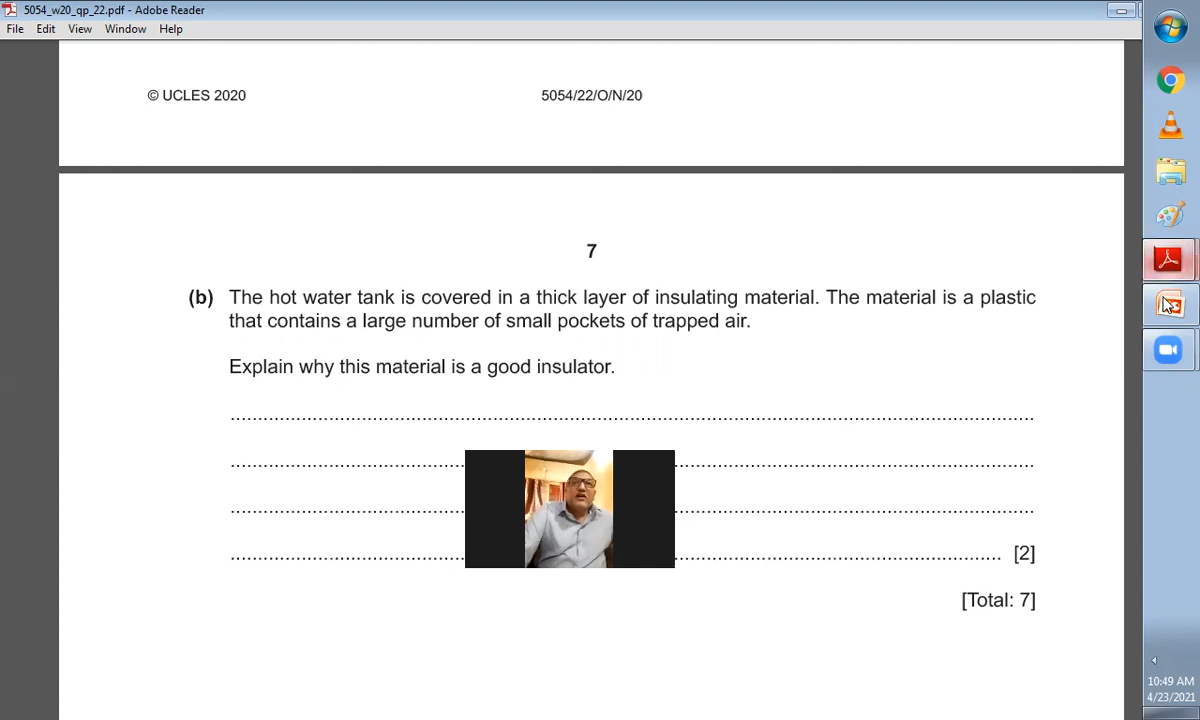 5054_w20_qp_22.pdf - Adobe Reader
File Edit View Window Help
© UCLES 2020 5054/22/O/N/20
7
(b) The hot water tank is covered in a thick layer of insulating material. The material is a plastic
that contains a large number of small pockets of trapped air.
Explain why this material is a good insulator.
[2]
[Total: 7]
10:49 AM
4/23/2021